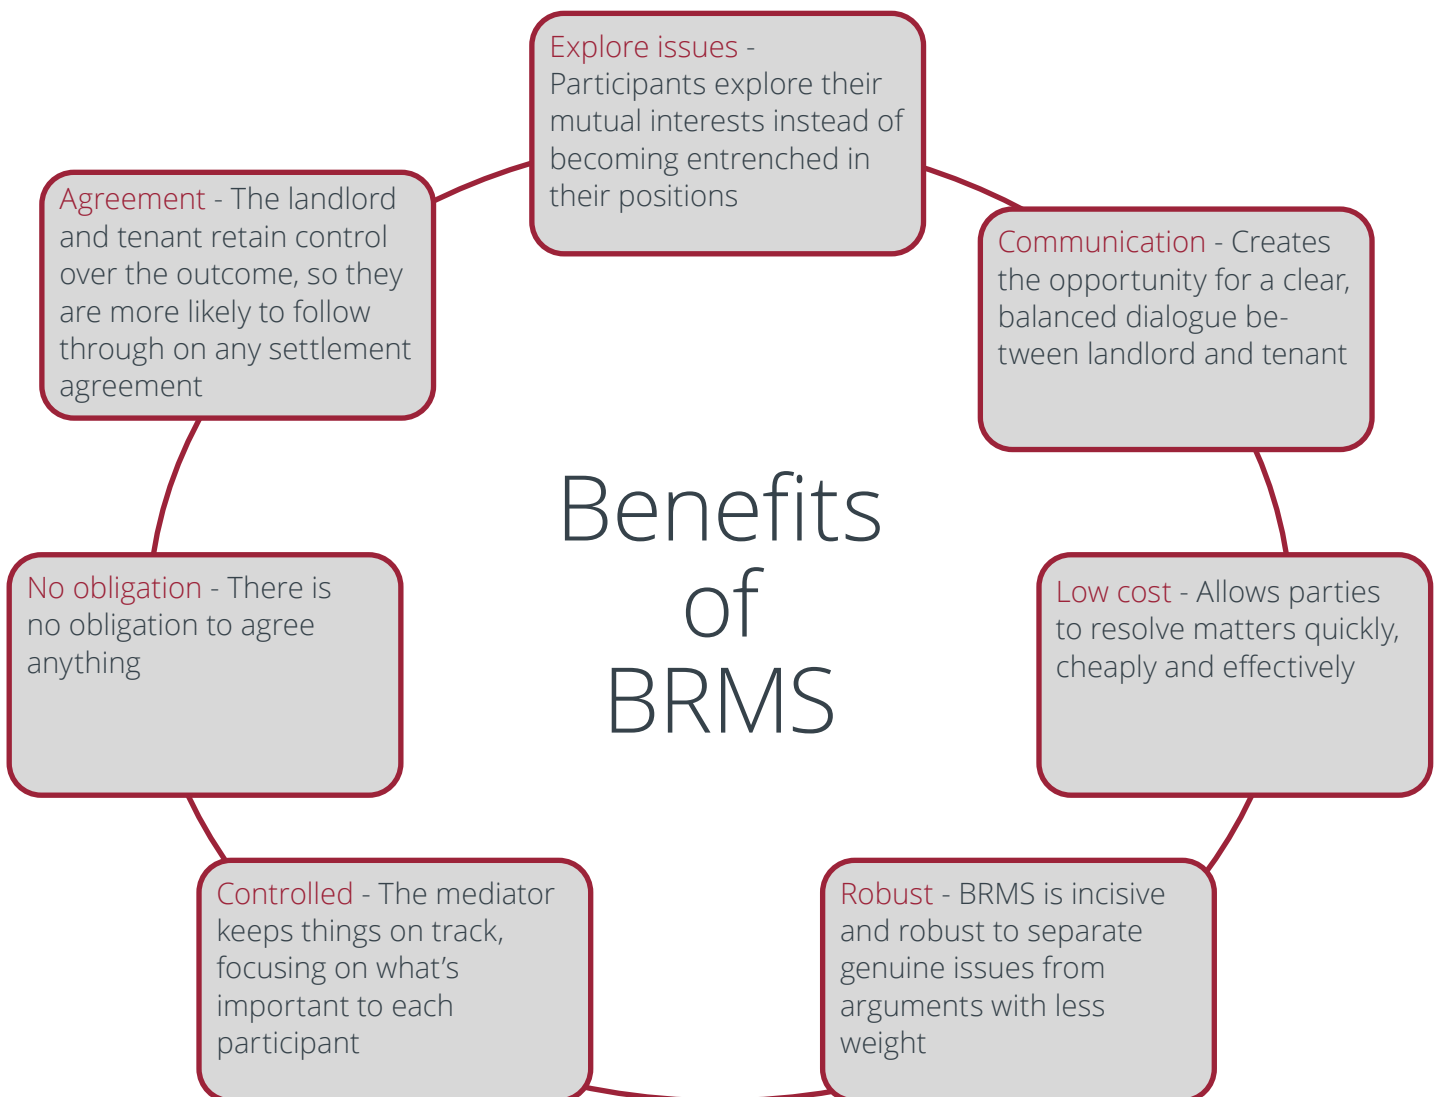 Explore issues -
Participants explore their
mutual interests instead of
becoming entrenched in
their positions
Communication - Creates
the opportunity for a clear,
balanced dialogue be-
tween landlord and tenant
Low cost - Allows parties
to resolve matters quickly,
cheaply and effectively
Robust - BRMS is incisive
and robust to separate
genuine issues from
arguments with less
weight
Controlled - The mediator
keeps things on track,
focusing on what’s
important to each
participant
No obligation - There is
no obligation to agree
anything
Agreement - The landlord
and tenant retain control
over the outcome, so they
are more likely to follow
through on any settlement
agreement
Benefits
of
BRMS